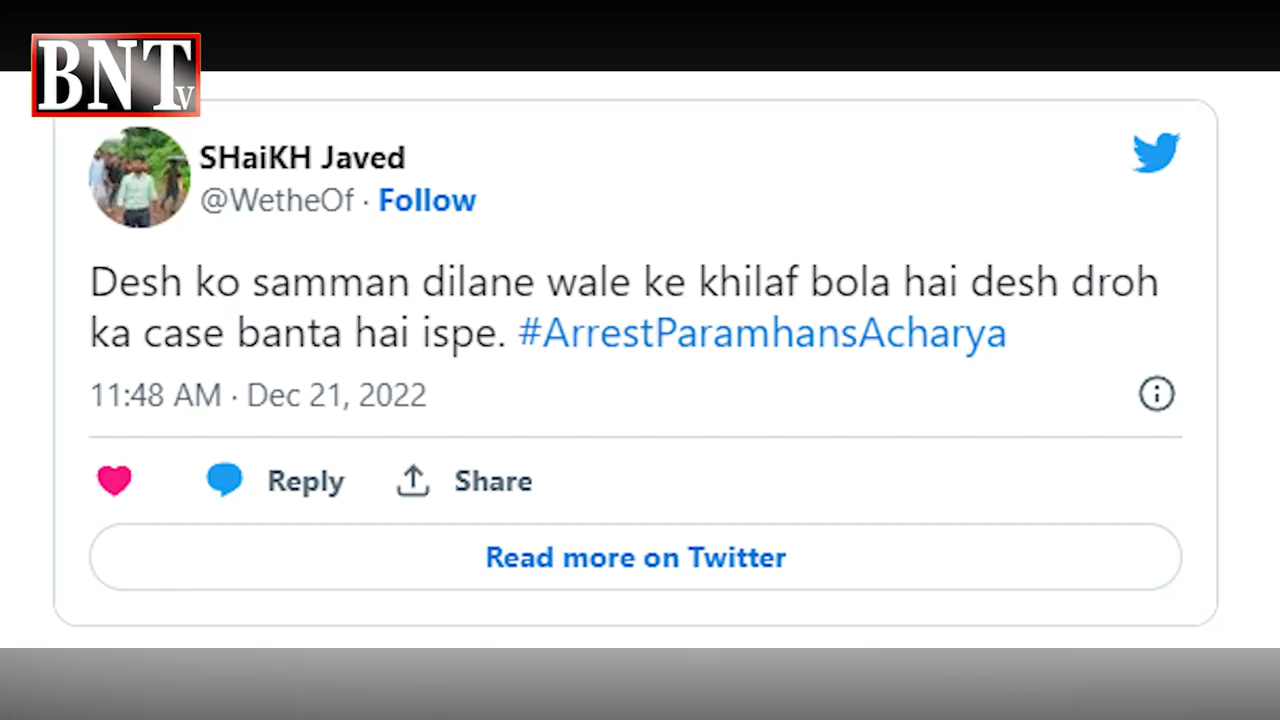 BNTV
SHaiKH Javed
@WetheOf · Follow
Desh ko samman dilane wale ke khilaf bola hai desh droh
ka case banta hai ispe. #ArrestParamhansAcharya
11:48 AM · Dec 21, 2022
Reply Share
Read more on Twitter